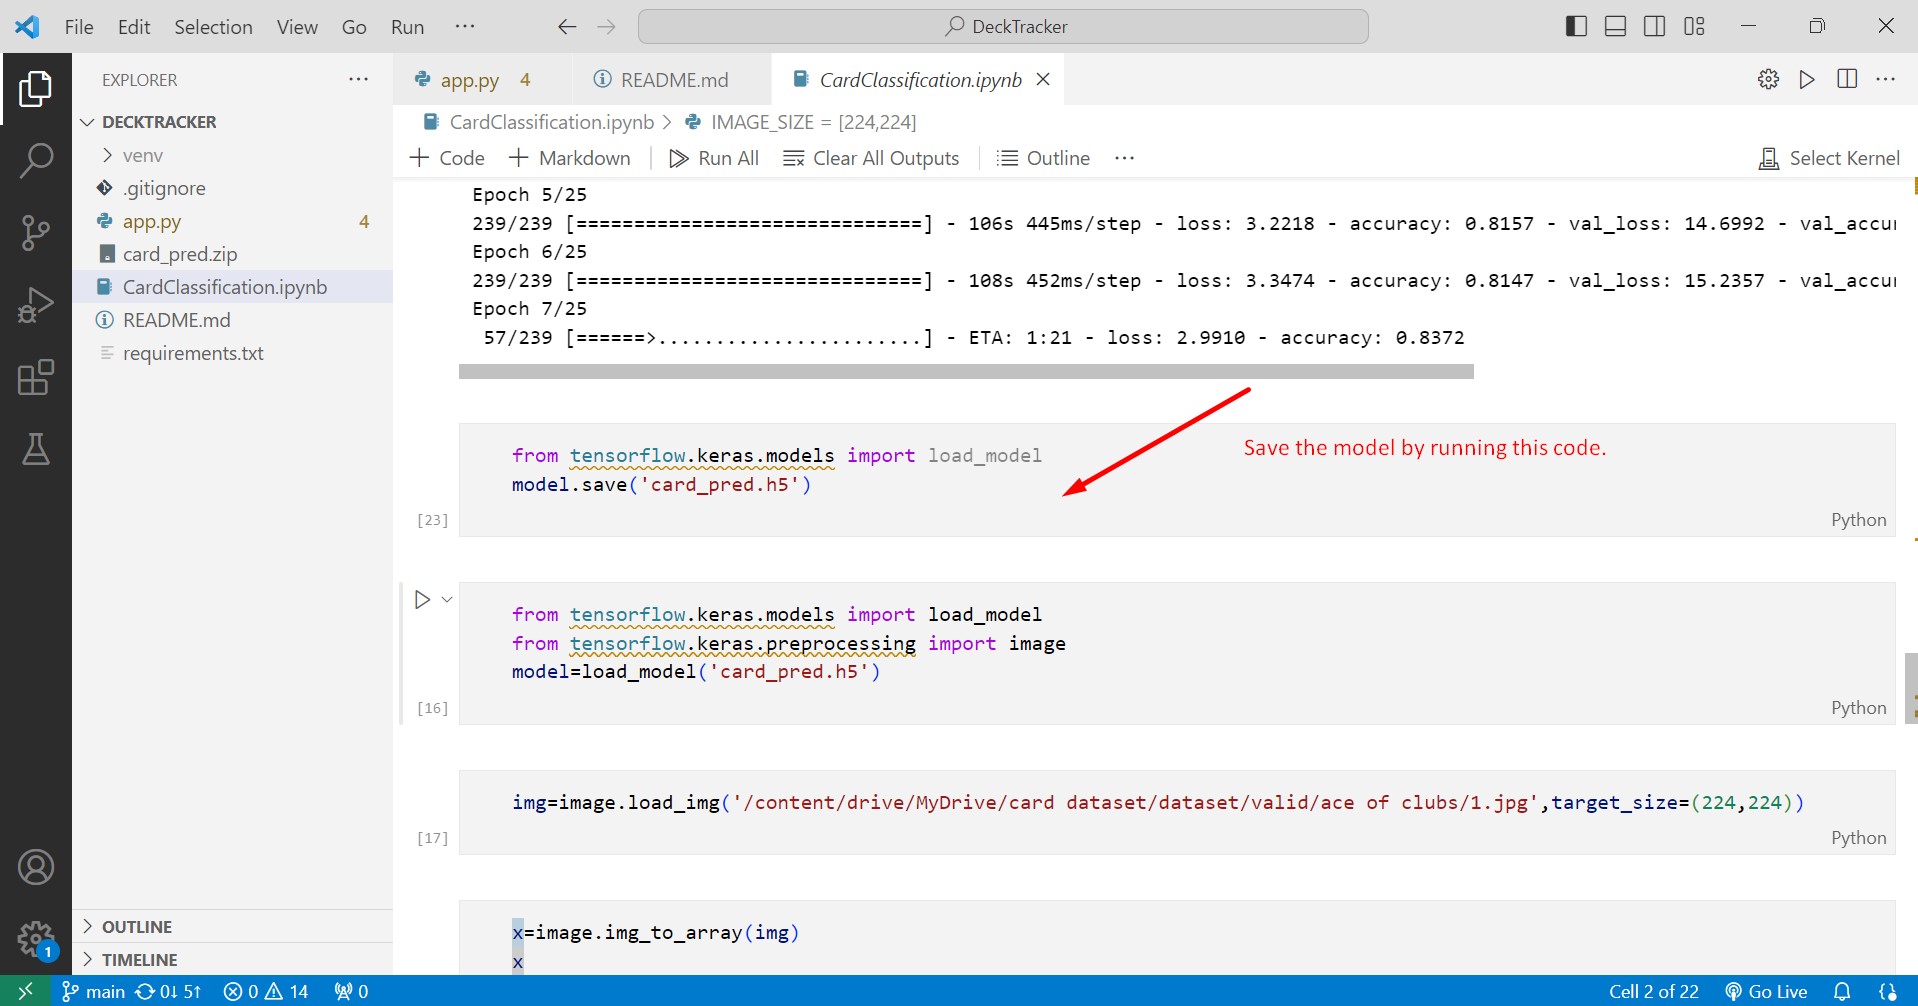 File Edit Selection View Go Run ··· DeckTracker
EXPLORER ···
DECKTRACKER
venv
.gitignore
app.py 4
card_pred.zip
CardClassification.ipynb
README.md
requirements.txt
OUTLINE
TIMELINE
app.py 4 README.md CardClassification.ipynb
CardClassification.ipynb > IMAGE_SIZE = [224,224]
+ Code + Markdown Run All Clear All Outputs Outline ··· Select Kernel
Epoch 5/25
239/239 [==============================] - 106s 445ms/step - loss: 3.2218 - accuracy: 0.8157 - val_loss: 14.6992 - val_accu
Epoch 6/25
239/239 [==============================] - 108s 452ms/step - loss: 3.3474 - accuracy: 0.8147 - val_loss: 15.2357 - val_accu
Epoch 7/25
57/239 [======>.......................] - ETA: 1:21 - loss: 2.9910 - accuracy: 0.8372
from tensorflow.keras.models import load_model
Save the model by running this code.
model.save('card_pred.h5')
[23] Python
from tensorflow.keras.models import load_model
from tensorflow.keras.preprocessing import image
model=load_model('card_pred.h5')
[16] Python
img=image.load_img('/content/drive/MyDrive/card dataset/dataset/valid/ace of clubs/1.jpg',target_size=(224,224))
[17] Python
x=image.img_to_array(img)
x
1
main 0↓ 5↑ 0 14 0 Cell 2 of 22 Go Live